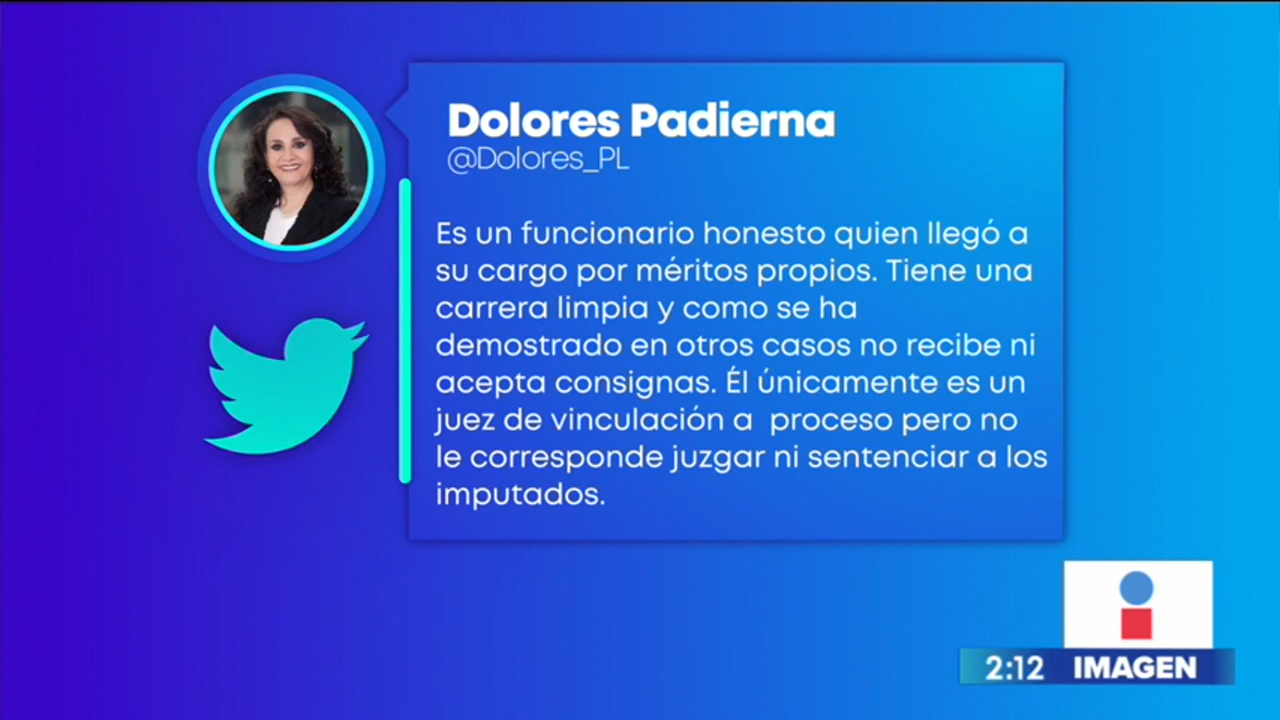 Dolores Padierna
@Dolores_PL
Es un funcionario honesto quien llegó a
su cargo por méritos propios. Tiene una
carrera limpia y como se ha
demostrado en otros casos no recibe ni
acepta consignas. Él únicamente es un
juez de vinculación a  proceso pero no
le corresponde juzgar ni sentenciar a los
imputados.
2:12 IMAGEN